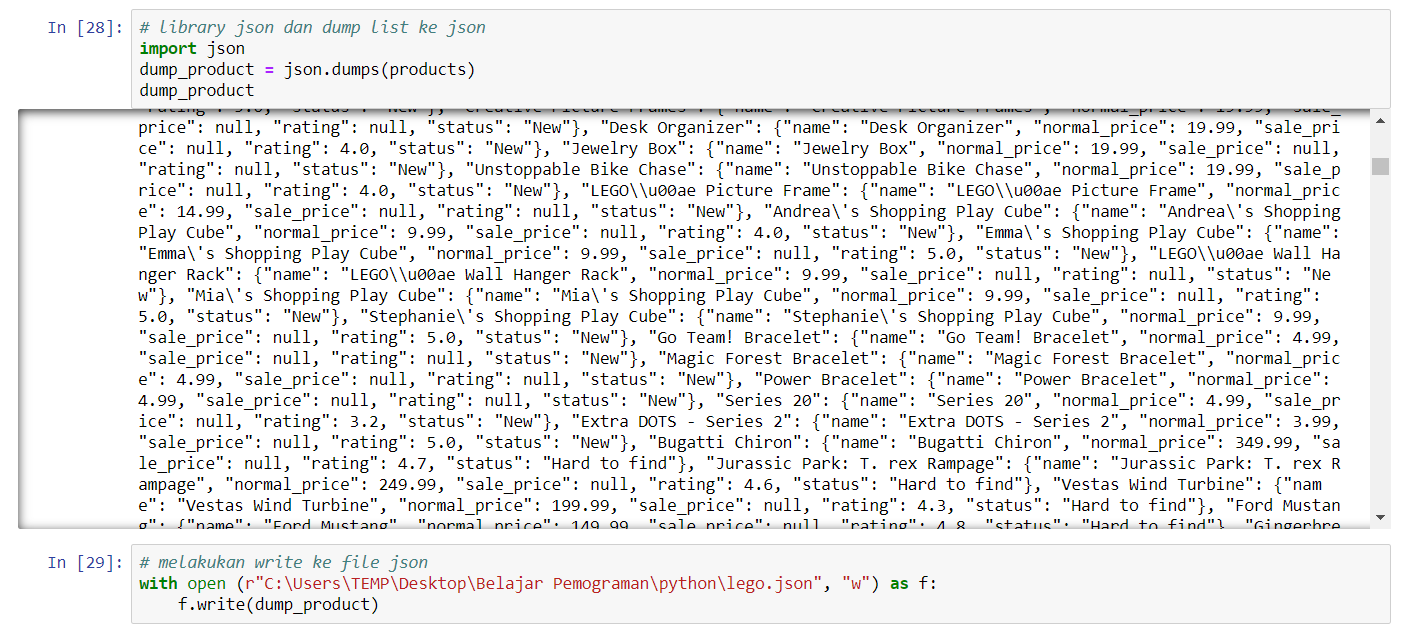 In [28]:
# library json dan dump list ke json
import json
dump_product = json.dumps(products)
dump_product
price": null, "rating": null, "status": "New"}, "Desk Organizer": {"name": "Desk Organizer", "normal_price": 19.99, "sale_pri
ce": null, "rating": 4.0, "status": "New"}, "Jewelry Box": {"name": "Jewelry Box", "normal_price": 19.99, "sale_price": null,
"rating": null, "status": "New"}, "Unstoppable Bike Chase": {"name": "Unstoppable Bike Chase", "normal_price": 19.99, "sale_p
rice": null, "rating": 4.0, "status": "New"}, "LEGO\\u00ae Picture Frame": {"name": "LEGO\\u00ae Picture Frame", "normal_pric
e": 14.99, "sale_price": null, "rating": null, "status": "New"}, "Andrea\'s Shopping Play Cube": {"name": "Andrea\'s Shopping
Play Cube", "normal_price": 9.99, "sale_price": null, "rating": 4.0, "status": "New"}, "Emma\'s Shopping Play Cube": {"name":
"Emma\'s Shopping Play Cube", "normal_price": 9.99, "sale_price": null, "rating": 5.0, "status": "New"}, "LEGO\\u00ae Wall Ha
nger Rack": {"name": "LEGO\\u00ae Wall Hanger Rack", "normal_price": 9.99, "sale_price": null, "rating": null, "status": "Ne
w"}, "Mia\'s Shopping Play Cube": {"name": "Mia\'s Shopping Play Cube", "normal_price": 9.99, "sale_price": null, "rating":
5.0, "status": "New"}, "Stephanie\'s Shopping Play Cube": {"name": "Stephanie\'s Shopping Play Cube", "normal_price": 9.99,
"sale_price": null, "rating": 5.0, "status": "New"}, "Go Team! Bracelet": {"name": "Go Team! Bracelet", "normal_price": 4.99,
"sale_price": null, "rating": null, "status": "New"}, "Magic Forest Bracelet": {"name": "Magic Forest Bracelet", "normal_pric
e": 4.99, "sale_price": null, "rating": null, "status": "New"}, "Power Bracelet": {"name": "Power Bracelet", "normal_price":
4.99, "sale_price": null, "rating": null, "status": "New"}, "Series 20": {"name": "Series 20", "normal_price": 4.99, "sale_pr
ice": null, "rating": 3.2, "status": "New"}, "Extra DOTS - Series 2": {"name": "Extra DOTS - Series 2", "normal_price": 3.99,
"sale_price": null, "rating": 5.0, "status": "New"}, "Bugatti Chiron": {"name": "Bugatti Chiron", "normal_price": 349.99, "sa
le_price": null, "rating": 4.7, "status": "Hard to find"}, "Jurassic Park: T. rex Rampage": {"name": "Jurassic Park: T. rex R
ampage", "normal_price": 249.99, "sale_price": null, "rating": 4.6, "status": "Hard to find"}, "Vestas Wind Turbine": {"nam
e": "Vestas Wind Turbine", "normal_price": 199.99, "sale_price": null, "rating": 4.3, "status": "Hard to find"}, "Ford Mustan
g": {"name": "Ford Mustang", "normal_price": 149.99, "sale_price": null, "rating": 4.8, "status": "Hard to find"}, "Gingerbre
In [29]:
# melakukan write ke file json
with open (r"C:\Users\TEMP\Desktop\Belajar Pemograman\python\lego.json", "w") as f:
    f.write(dump_product)